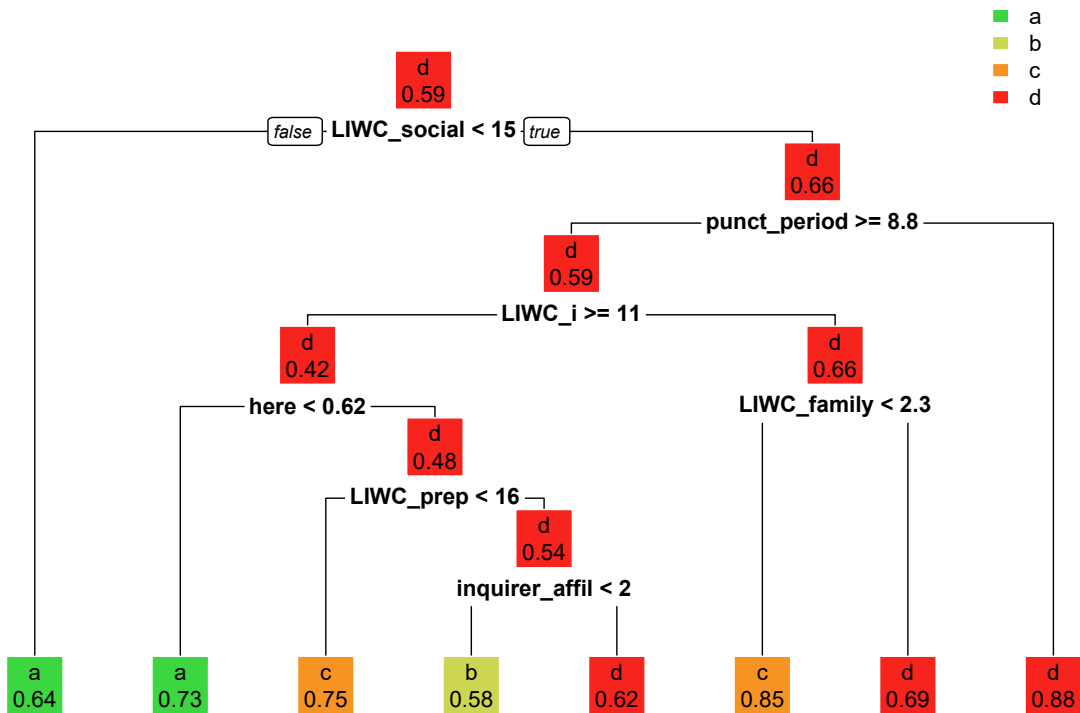 a
b
c
d
d
0.59
false LIWC_social < 15 true
d
0.66
punct_period >= 8.8
d
0.59
LIWC_i >= 11
d
0.42
d
0.66
here < 0.62
LIWC_family < 2.3
d
0.48
LIWC_prep < 16
d
0.54
inquirer_affil < 2
a
0.64
a
0.73
c
0.75
b
0.58
d
0.62
c
0.85
d
0.69
d
0.88